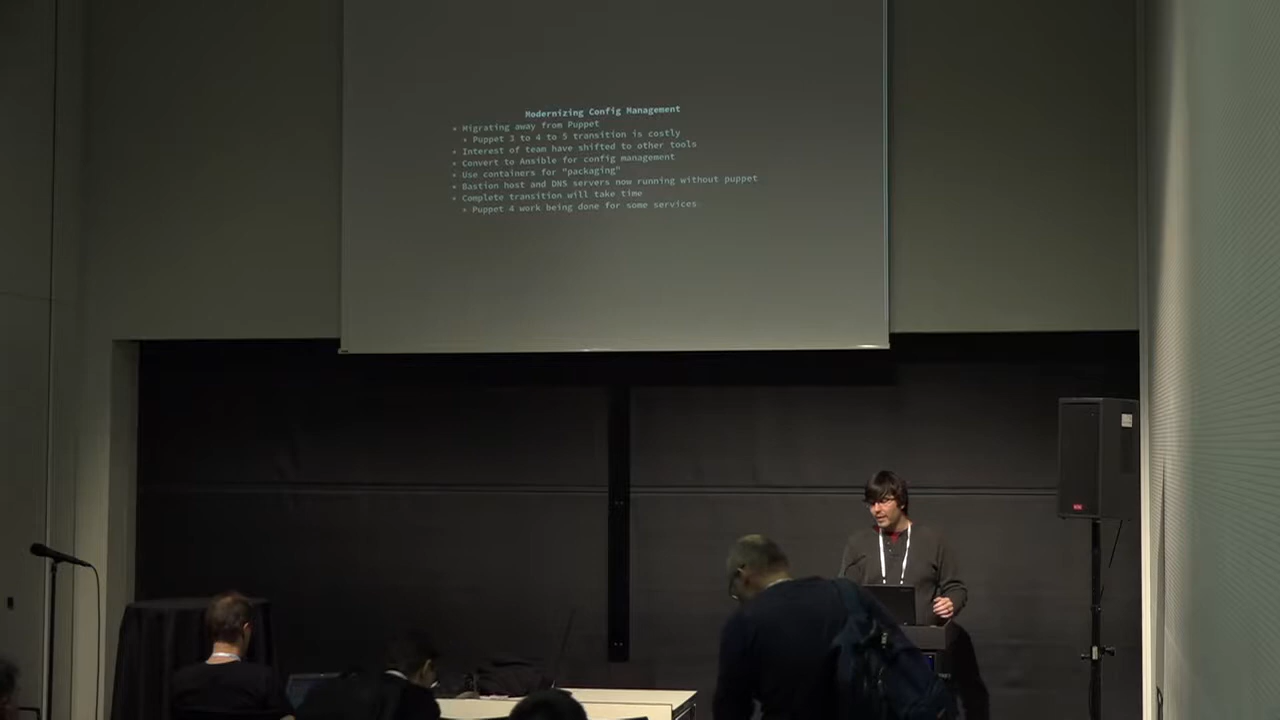 Modernizing Config Management
* Migrating away from Puppet
* Puppet 3 to 4 to 5 transition is costly
* Interest of team have shifted to other tools
* Convert to Ansible for config management
* Use containers for "packaging"
* Bastion host and DNS servers now running without puppet
* Complete transition will take time
* Puppet 4 work being done for some services